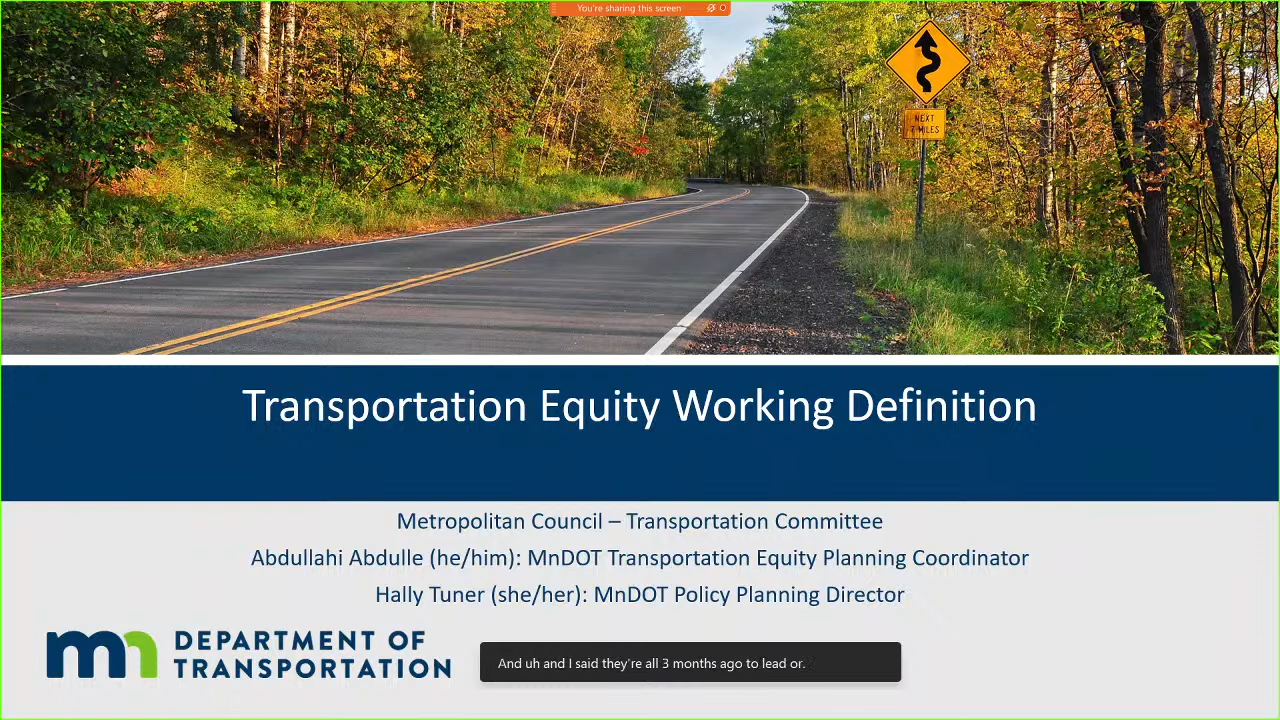 You're sharing this screen
NEXT
7 MILES
Transportation Equity Working Definition
Metropolitan Council – Transportation Committee
Abdullahi Abdulle (he/him): MnDOT Transportation Equity Planning Coordinator
Hally Tuner (she/her): MnDOT Policy Planning Director
mn DEPARTMENT OF
TRANSPORTATION
And uh and I said they're all 3 months ago to lead or.